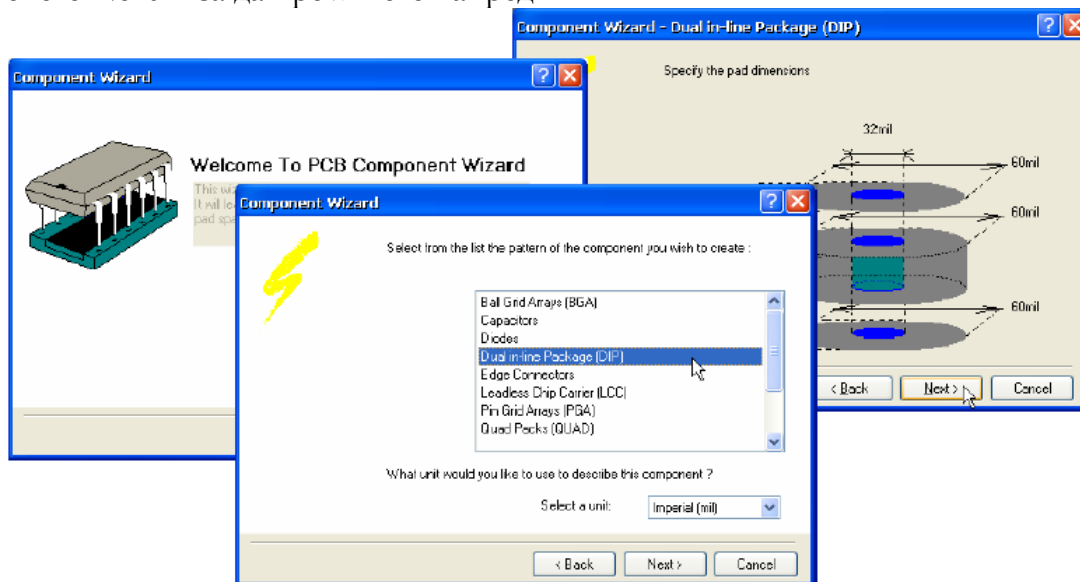 Component Wizard - Dual in-line Package (DIP)
Specify the pad dimensions
32mil
60mil
60mil
60mil
< Back
Next >
Cancel
Component Wizard
Welcome To PCB Component Wizard
This wiz
It will le
pad spa
Component Wizard
Select from the list the pattern of the component you wish to create :
Ball Grid Arrays (BGA)
Capacitors
Diodes
Dual in-line Package (DIP)
Edge Connectors
Leadless Chip Carrier (LCC)
Pin Grid Arrays (PGA)
Quad Packs (QUAD)
What unit would you like to use to describe this component ?
Select a unit:
Imperial (mil)
< Back
Next >
Cancel